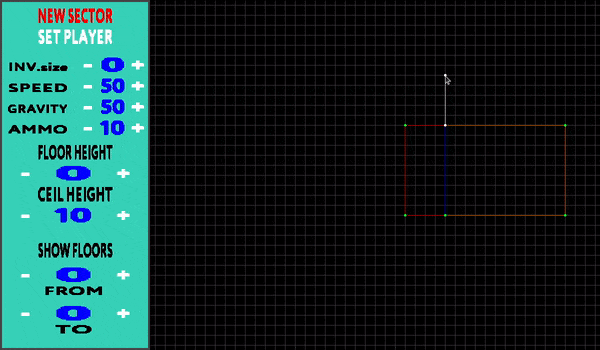 NEW SECTOR
SET PLAYER
INV.size - 0 +
SPEED - 50 +
GRAVITY - 50 +
AMMO - 10 +
FLOOR HEIGHT
- 0 +
CEIL HEIGHT
- 10 +
SHOW FLOORS
- 0 +
FROM
- 0 +
TO